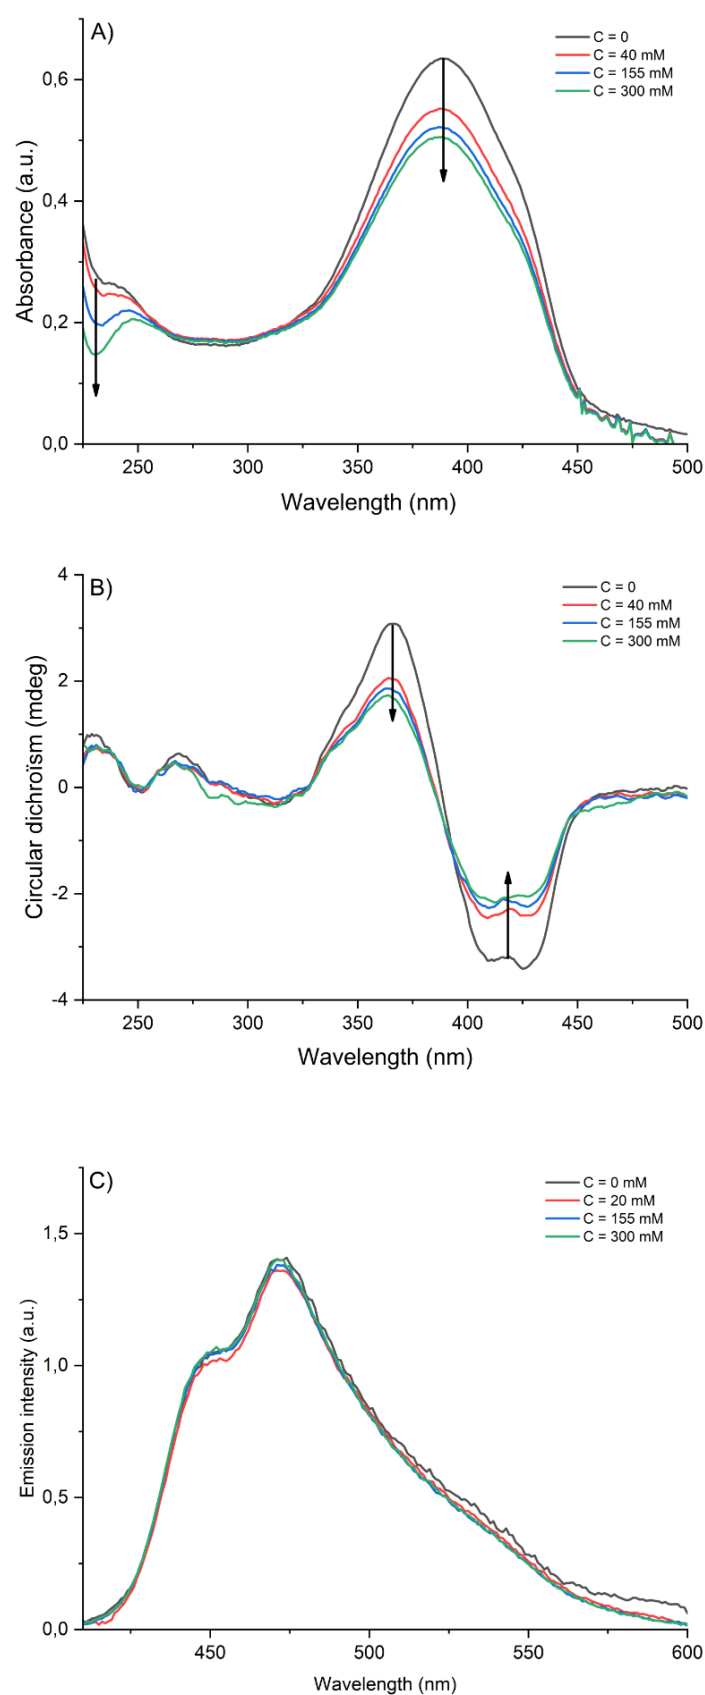 A)
C = 0
C = 40 mM
C = 155 mM
C = 300 mM
Absorbance (a.u.)
0,6
0,4
0,2
0,0
250 300 350 400 450 500
Wavelength (nm)
B)
C = 0
C = 40 mM
C = 155 mM
C = 300 mM
Circular dichroïsm (mdeg)
4
2
0
-2
-4
250 300 350 400 450 500
Wavelength (nm)
C)
C = 0 mM
C = 20 mM
C = 155 mM
C = 300 mM
Emission intensity (a.u.)
1,5
1,0
0,5
0,0
450 500 550 600
Wavelength (nm)